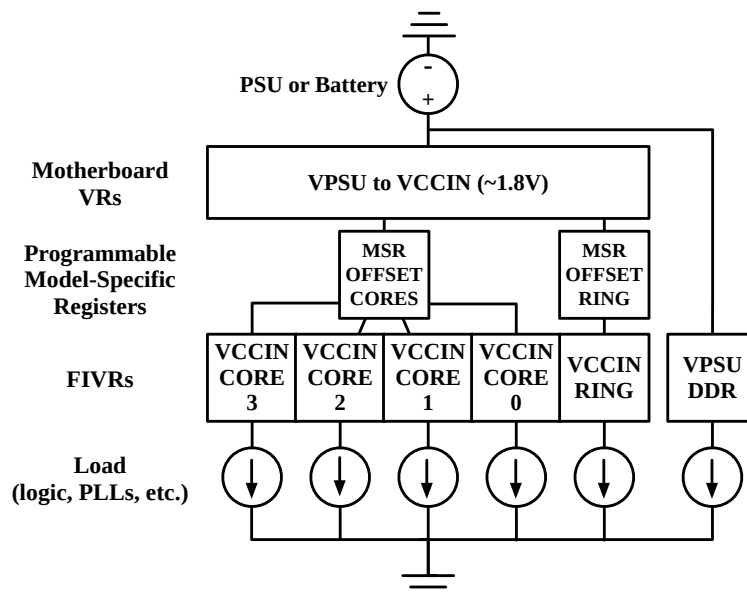 -
PSU or Battery
+
Motherboard
VRs
VPSU to VCCIN (~1.8V)
Programmable
Model-Specific
Registers
MSR
OFFSET
CORES
MSR
OFFSET
RING
FIVRs
VCCIN
CORE
3
VCCIN
CORE
2
VCCIN
CORE
1
VCCIN
CORE
0
VCCIN
RING
VPSU
DDR
Load
(logic, PLLs, etc.)